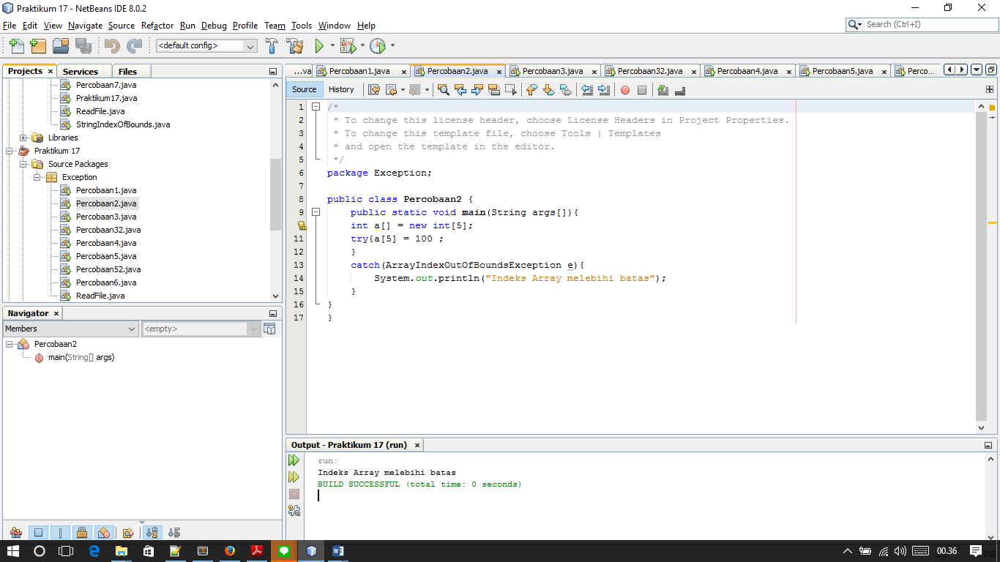 Praktikum 17 - NetBeans IDE 8.0.2
File Edit View Navigate Source Refactor Run Debug Profile Team Tools Window Help
Search (Ctrl+I)
<default config>
Projects Services Files
Percobaan7.java
Praktikum17.java
ReadFile.java
StringIndexOfBounds.java
Libraries
Praktikum 17
Source Packages
Exception
Percobaan1.java
Percobaan2.java
Percobaan3.java
Percobaan32.java
Percobaan4.java
Percobaan5.java
Percobaan52.java
Percobaan6.java
ReadFile.java
Navigator
Members
<empty>
Percobaan2
main(String[] args)
...va Percobaan1.java Percobaan2.java Percobaan3.java Percobaan32.java Percobaan4.java Percobaan5.java Perco...
Source History
1 /*
2 * To change this license header, choose License Headers in Project Properties.
3 * To change this template file, choose Tools | Templates
4 * and open the template in the editor.
5 */
6 package Exception;
7
8 public class Percobaan2 {
9 public static void main(String args[]){
int a[] = new int[5];
11 try{a[5] = 100 ;
12 }
13 catch(ArrayIndexOutOfBoundsException e){
14 System.out.println("Indeks Array melebihi batas");
15 }
16 }
17 }
Output - Praktikum 17 (run)
run:
Indeks Array melebihi batas
BUILD SUCCESSFUL (total time: 0 seconds)
00.36
INS